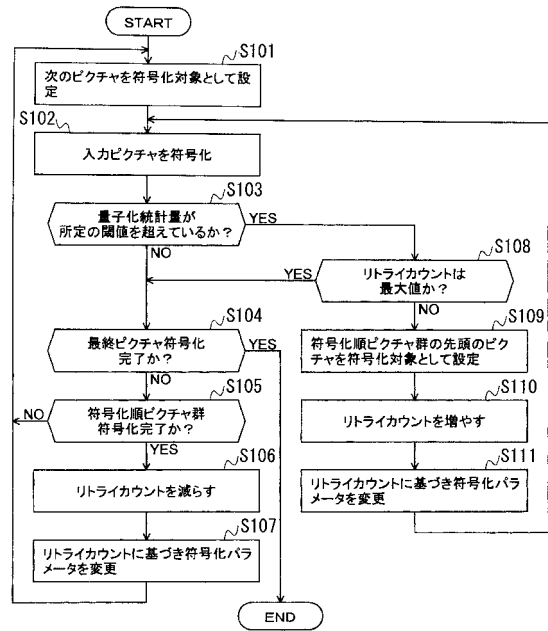 START
S101
次のピクチャを符号化対象として設
定
S102
入力ピクチャを符号化
S103
量子化統計量が
所定の閾値を超えているか？
YES
NO
S108
YES
リトライカウントは
最大値か？
NO
S104
最終ピクチャ符号化
完了か？
YES
NO
S109
符号化順ピクチャ群の先頭のピ
クチャを符号化対象として設定
S105
NO
符号化順ピクチャ群
符号化完了か？
YES
S110
リトライカウントを増やす
S106
リトライカウントを減らす
S111
リトライカウントに基づき符号化パラ
メータを変更
S107
リトライカウントに基づき符号化パラ
メータを変更
END